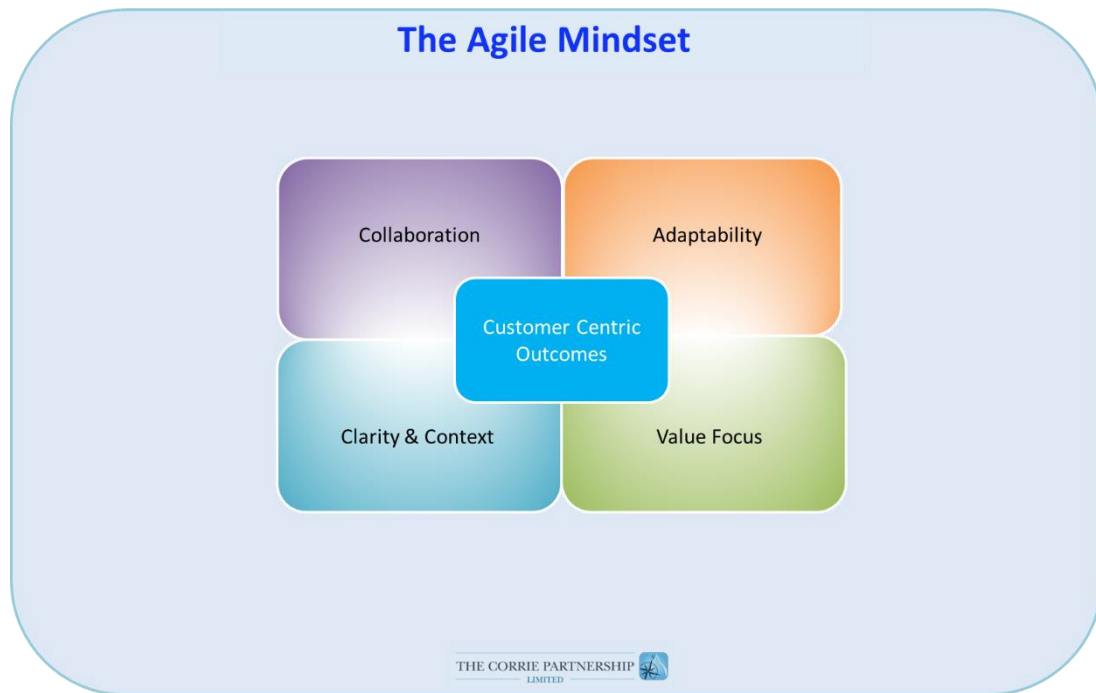 The Agile Mindset
Collaboration
Adaptability
Customer Centric
Outcomes
Clarity & Context
Value Focus
THE CORRIE PARTNERSHIP
LIMITED